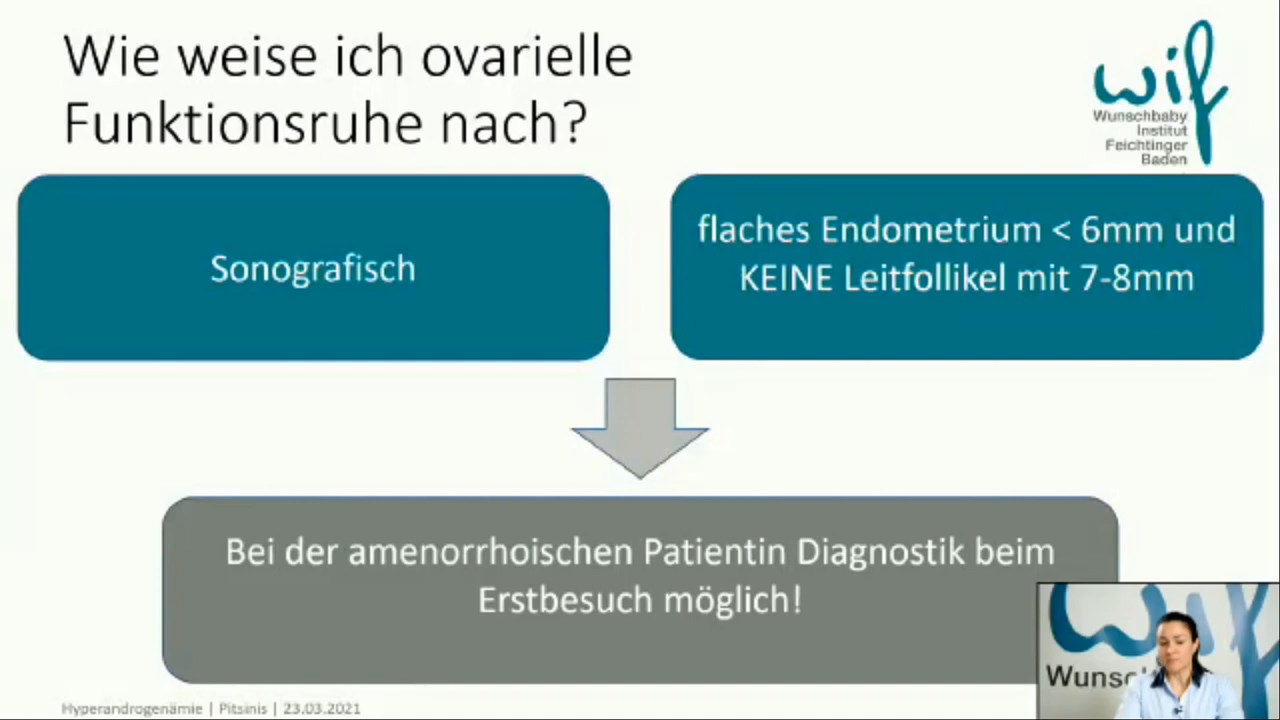 Wie weise ich ovarielle
Funktionsruhe nach?
wif
Wunschbaby
Institut
Feichtinger
Baden
Sonografisch
flaches Endometrium < 6mm und
KEINE Leitfollikel mit 7-8mm
Bei der amenorrhoischen Patientin Diagnostik beim
Erstbesuch möglich!
wif
Hyperandrogenämie | Pitsinis | 23.03.2021